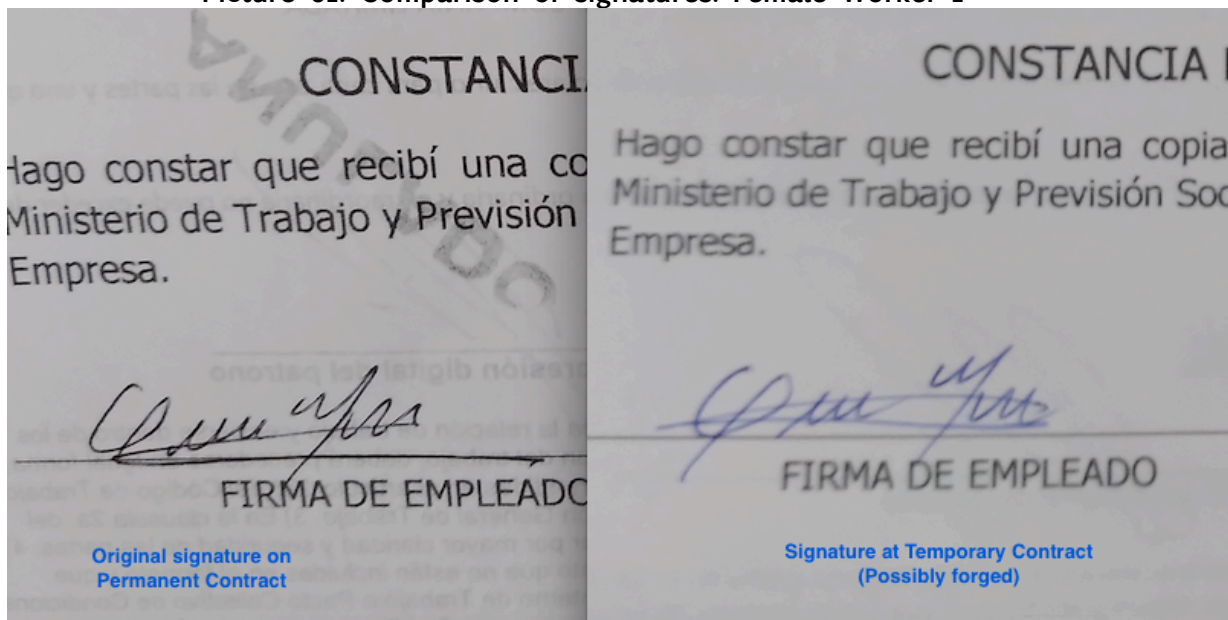 Picture 01. Comparison of signatures. Female Worker 1
CONSTANCI
Hago constar que recibí una co
Ministerio de Trabajo y Previsión
Empresa.
FIRMA DE EMPLEADO
Original signature on
Permanent Contract
CONSTANCIA
Hago constar que recibí una copia
Ministerio de Trabajo y Previsión Soc
Empresa.
FIRMA DE EMPLEADO
Signature at Temporary Contract
(Possibly forged)